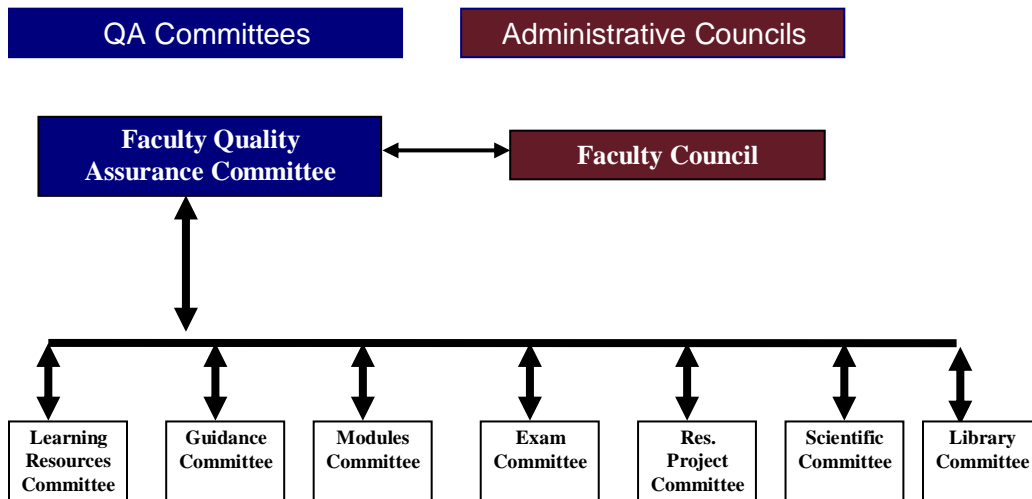 QA Committees
Administrative Councils
Faculty Quality
Assurance Committee
Faculty Council
Learning
Resources
Committee
Guidance
Committee
Modules
Committee
Exam
Committee
Res.
Project
Committee
Scientific
Committee
Library
Committee